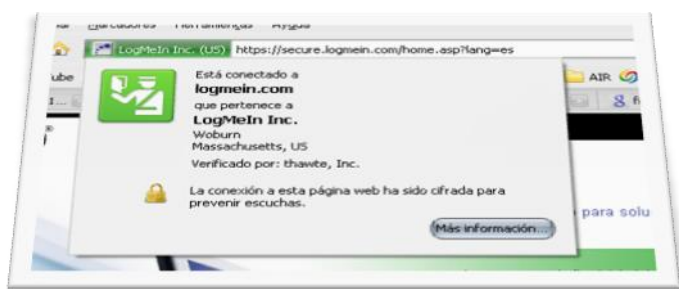 Marcadores Herramientas Ayuda
LogMeIn Inc. (US) https://secure.logmein.com/home.asp?lang=es
AIR
Está conectado a
logmein.com
que pertenece a
LogMeIn Inc.
Woburn
Massachusetts, US
Verificado por: thawte, Inc.
La conexión a esta página web ha sido cifrada para
prevenir escuchas.
para solu
Más información...